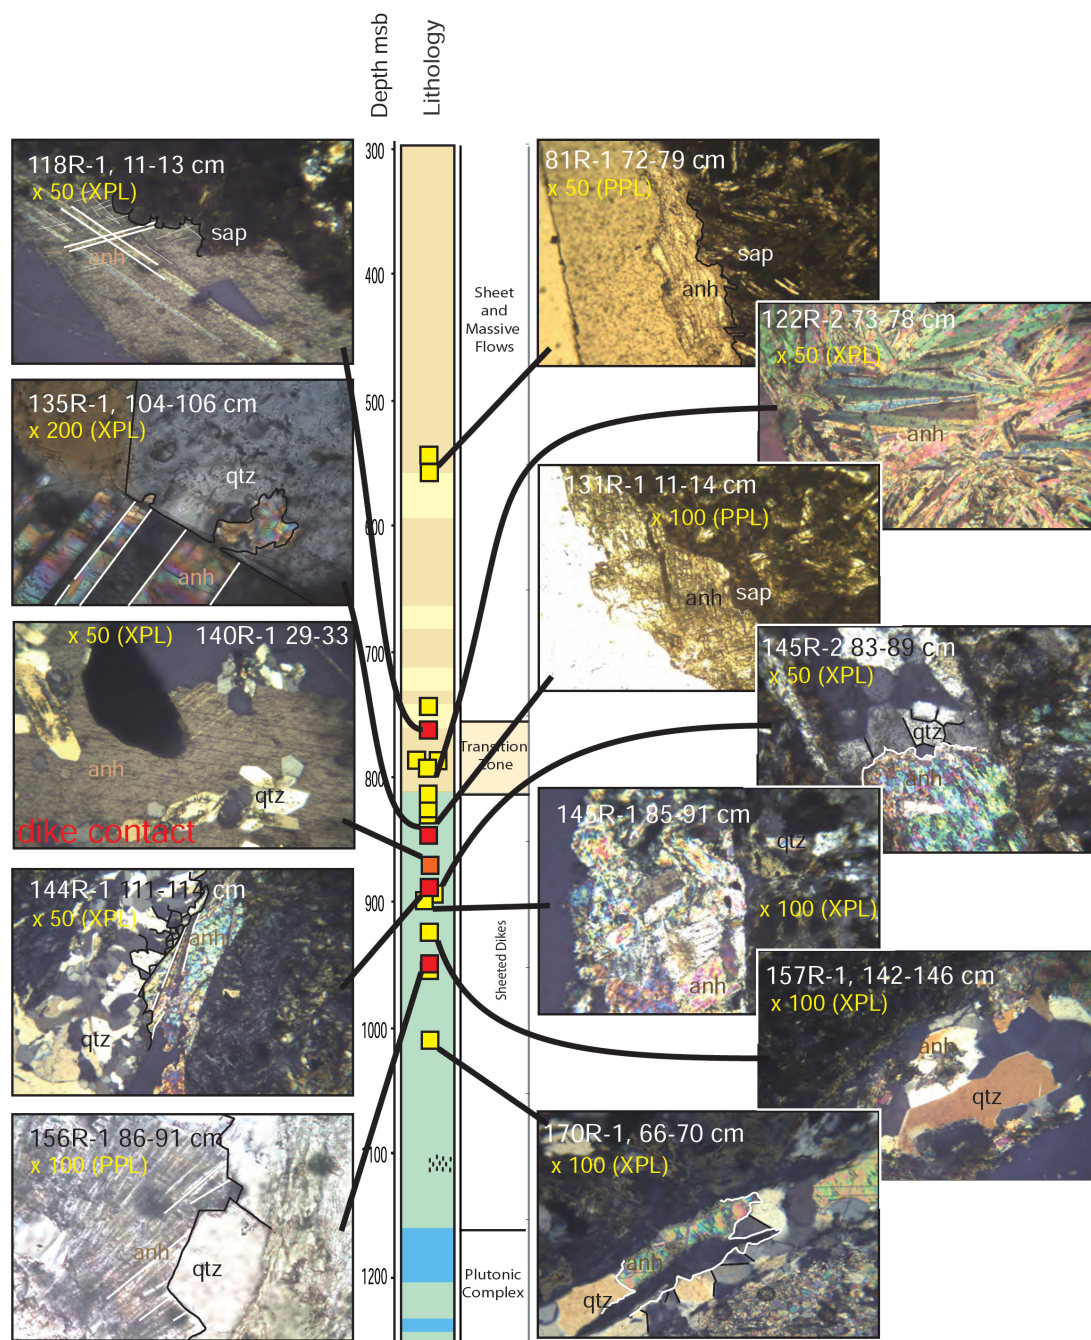 Depth msb
Lithology
118R-1, 11-13 cm
x 50 (XPL)
sap
anh
135R-1, 104-106 cm
x 200 (XPL)
qtz
anh
x 50 (XPL) 140R-1 29-33
anh
qtz
dike contact
144R-1 111-114 cm
x 50 (XPL)
anh
qtz
156R-1 86-91 cm
x 100 (PPL)
anh
qtz
300
400
500
600
700
800
900
1000
1100
1200
Sheet
and
Massive
Flows
Transition
Zone
Sheeted Dikes
Plutonic
Complex
81R-1 72-79 cm
x 50 (PPL)
sap
anh
122R-2 73-78 cm
x 50 (XPL)
anh
131R-1 11-14 cm
x 100 (PPL)
anh
sap
145R-2 83-89 cm
x 50 (XPL)
qtz
anh
145R-1 85-91 cm
qtz
x 100 (XPL)
anh
157R-1, 142-146 cm
x 100 (XPL)
anh
qtz
170R-1, 66-70 cm
x 100 (XPL)
anh
qtz